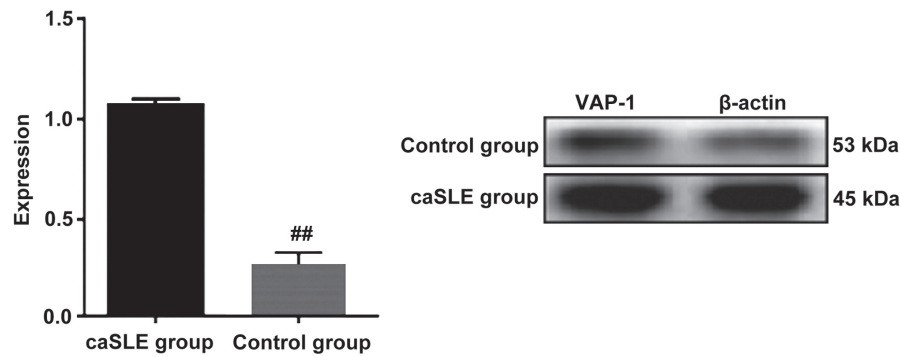 1.5
1.0
0.5
0.0
Expression
##
caSLE group
Control group
VAP-1
β-actin
Control group
53 kDa
caSLE group
45 kDa